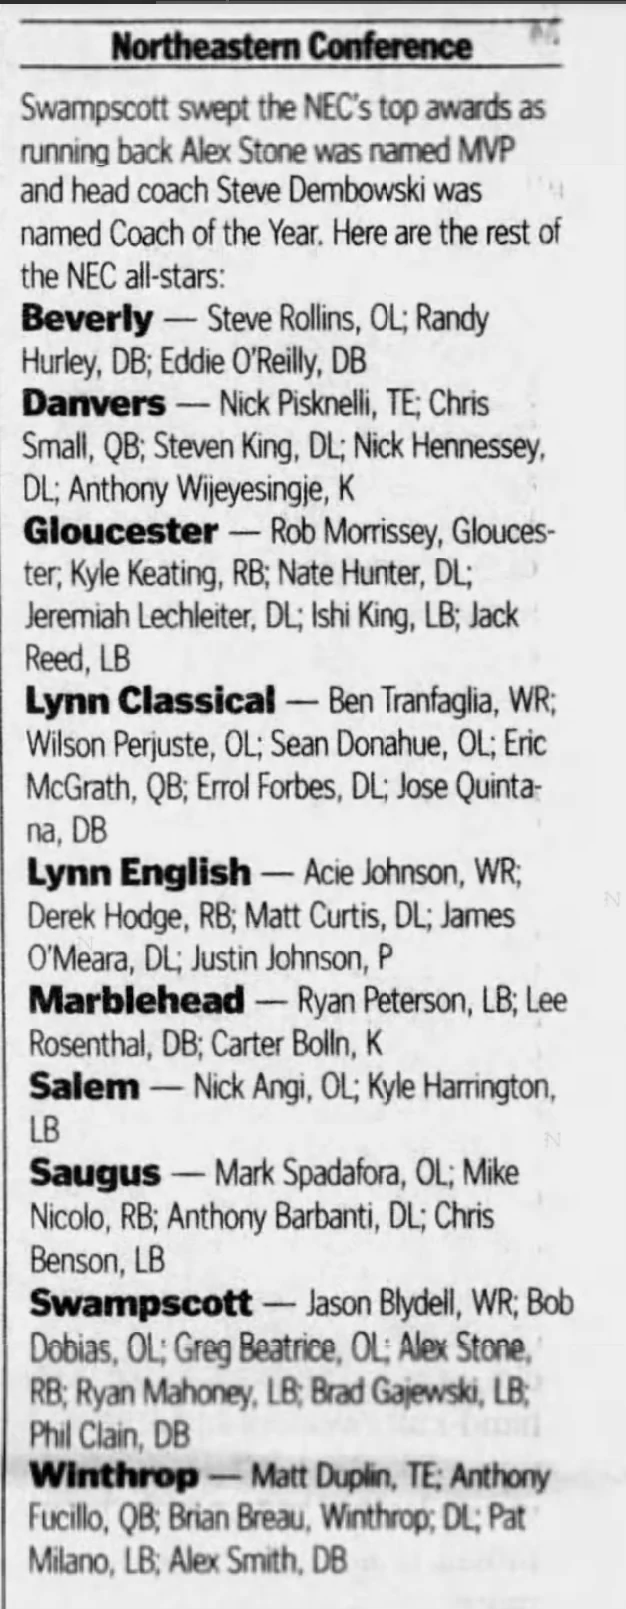 Northeastern Conference
Swampscott swept the NEC's top awards as
running back Alex Stone was named MVP
and head coach Steve Dembowski was
named Coach of the Year. Here are the rest of
the NEC all-stars:
Beverly — Steve Rollins, OL; Randy
Hurley, DB; Eddie O'Reilly, DB
Danvers — Nick Pisknelli, TE; Chris
Small, QB; Steven King, DL; Nick Hennessey,
DL; Anthony Wijeyesingje, K
Gloucester — Rob Morrissey, Glouces-
ter; Kyle Keating, RB; Nate Hunter, DL;
Jeremiah Lechleiter, DL; Ishi King, LB; Jack
Reed, LB
Lynn Classical — Ben Tranfaglia, WR;
Wilson Perjuste, OL; Sean Donahue, OL; Eric
McGrath, QB; Errol Forbes, DL; Jose Quinta-
na, DB
Lynn English — Acie Johnson, WR;
Derek Hodge, RB; Matt Curtis, DL; James
O'Meara, DL; Justin Johnson, P
Marblehead — Ryan Peterson, LB; Lee
Rosenthal, DB; Carter Bolln, K
Salem — Nick Angi, OL; Kyle Harrington,
LB
Saugus — Mark Spadafora, OL; Mike
Nicolo, RB; Anthony Barbanti, DL; Chris
Benson, LB
Swampscott — Jason Blydell, WR; Bob
Dobias, OL; Greg Beatrice, OL; Alex Stone,
RB; Ryan Mahoney, LB; Brad Gajewski, LB;
Phil Clain, DB
Winthrop — Matt Duplin, TE; Anthony
Fucillo, QB; Brian Breau, Winthrop; DL; Pat
Milano, LB; Alex Smith, DB